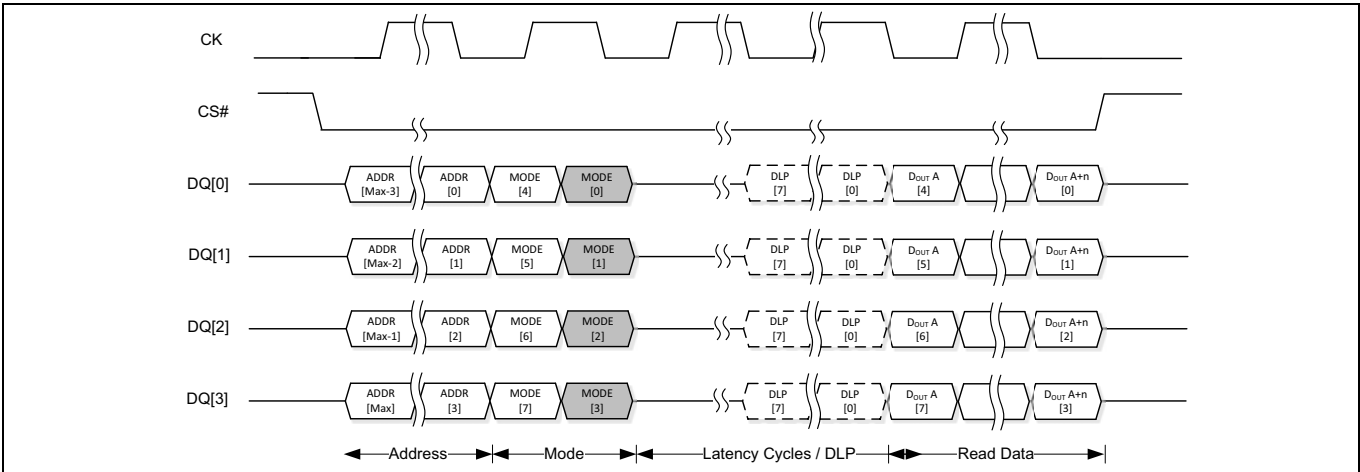 CK
CS#
DQ[0] ADDR [Max-3] ADDR [0] MODE [4] MODE [0] DLP [7] DLP [0] DOUT A [4] DOUT A+n [0]
DQ[1] ADDR [Max-2] ADDR [1] MODE [5] MODE [1] DLP [7] DLP [0] DOUT A [5] DOUT A+n [1]
DQ[2] ADDR [Max-1] ADDR [2] MODE [6] MODE [2] DLP [7] DLP [0] DOUT A [6] DOUT A+n [2]
DQ[3] ADDR [Max] ADDR [3] MODE [7] MODE [3] DLP [7] DLP [0] DOUT A [7] DOUT A+n [3]
Address Mode Latency Cycles / DLP Read Data